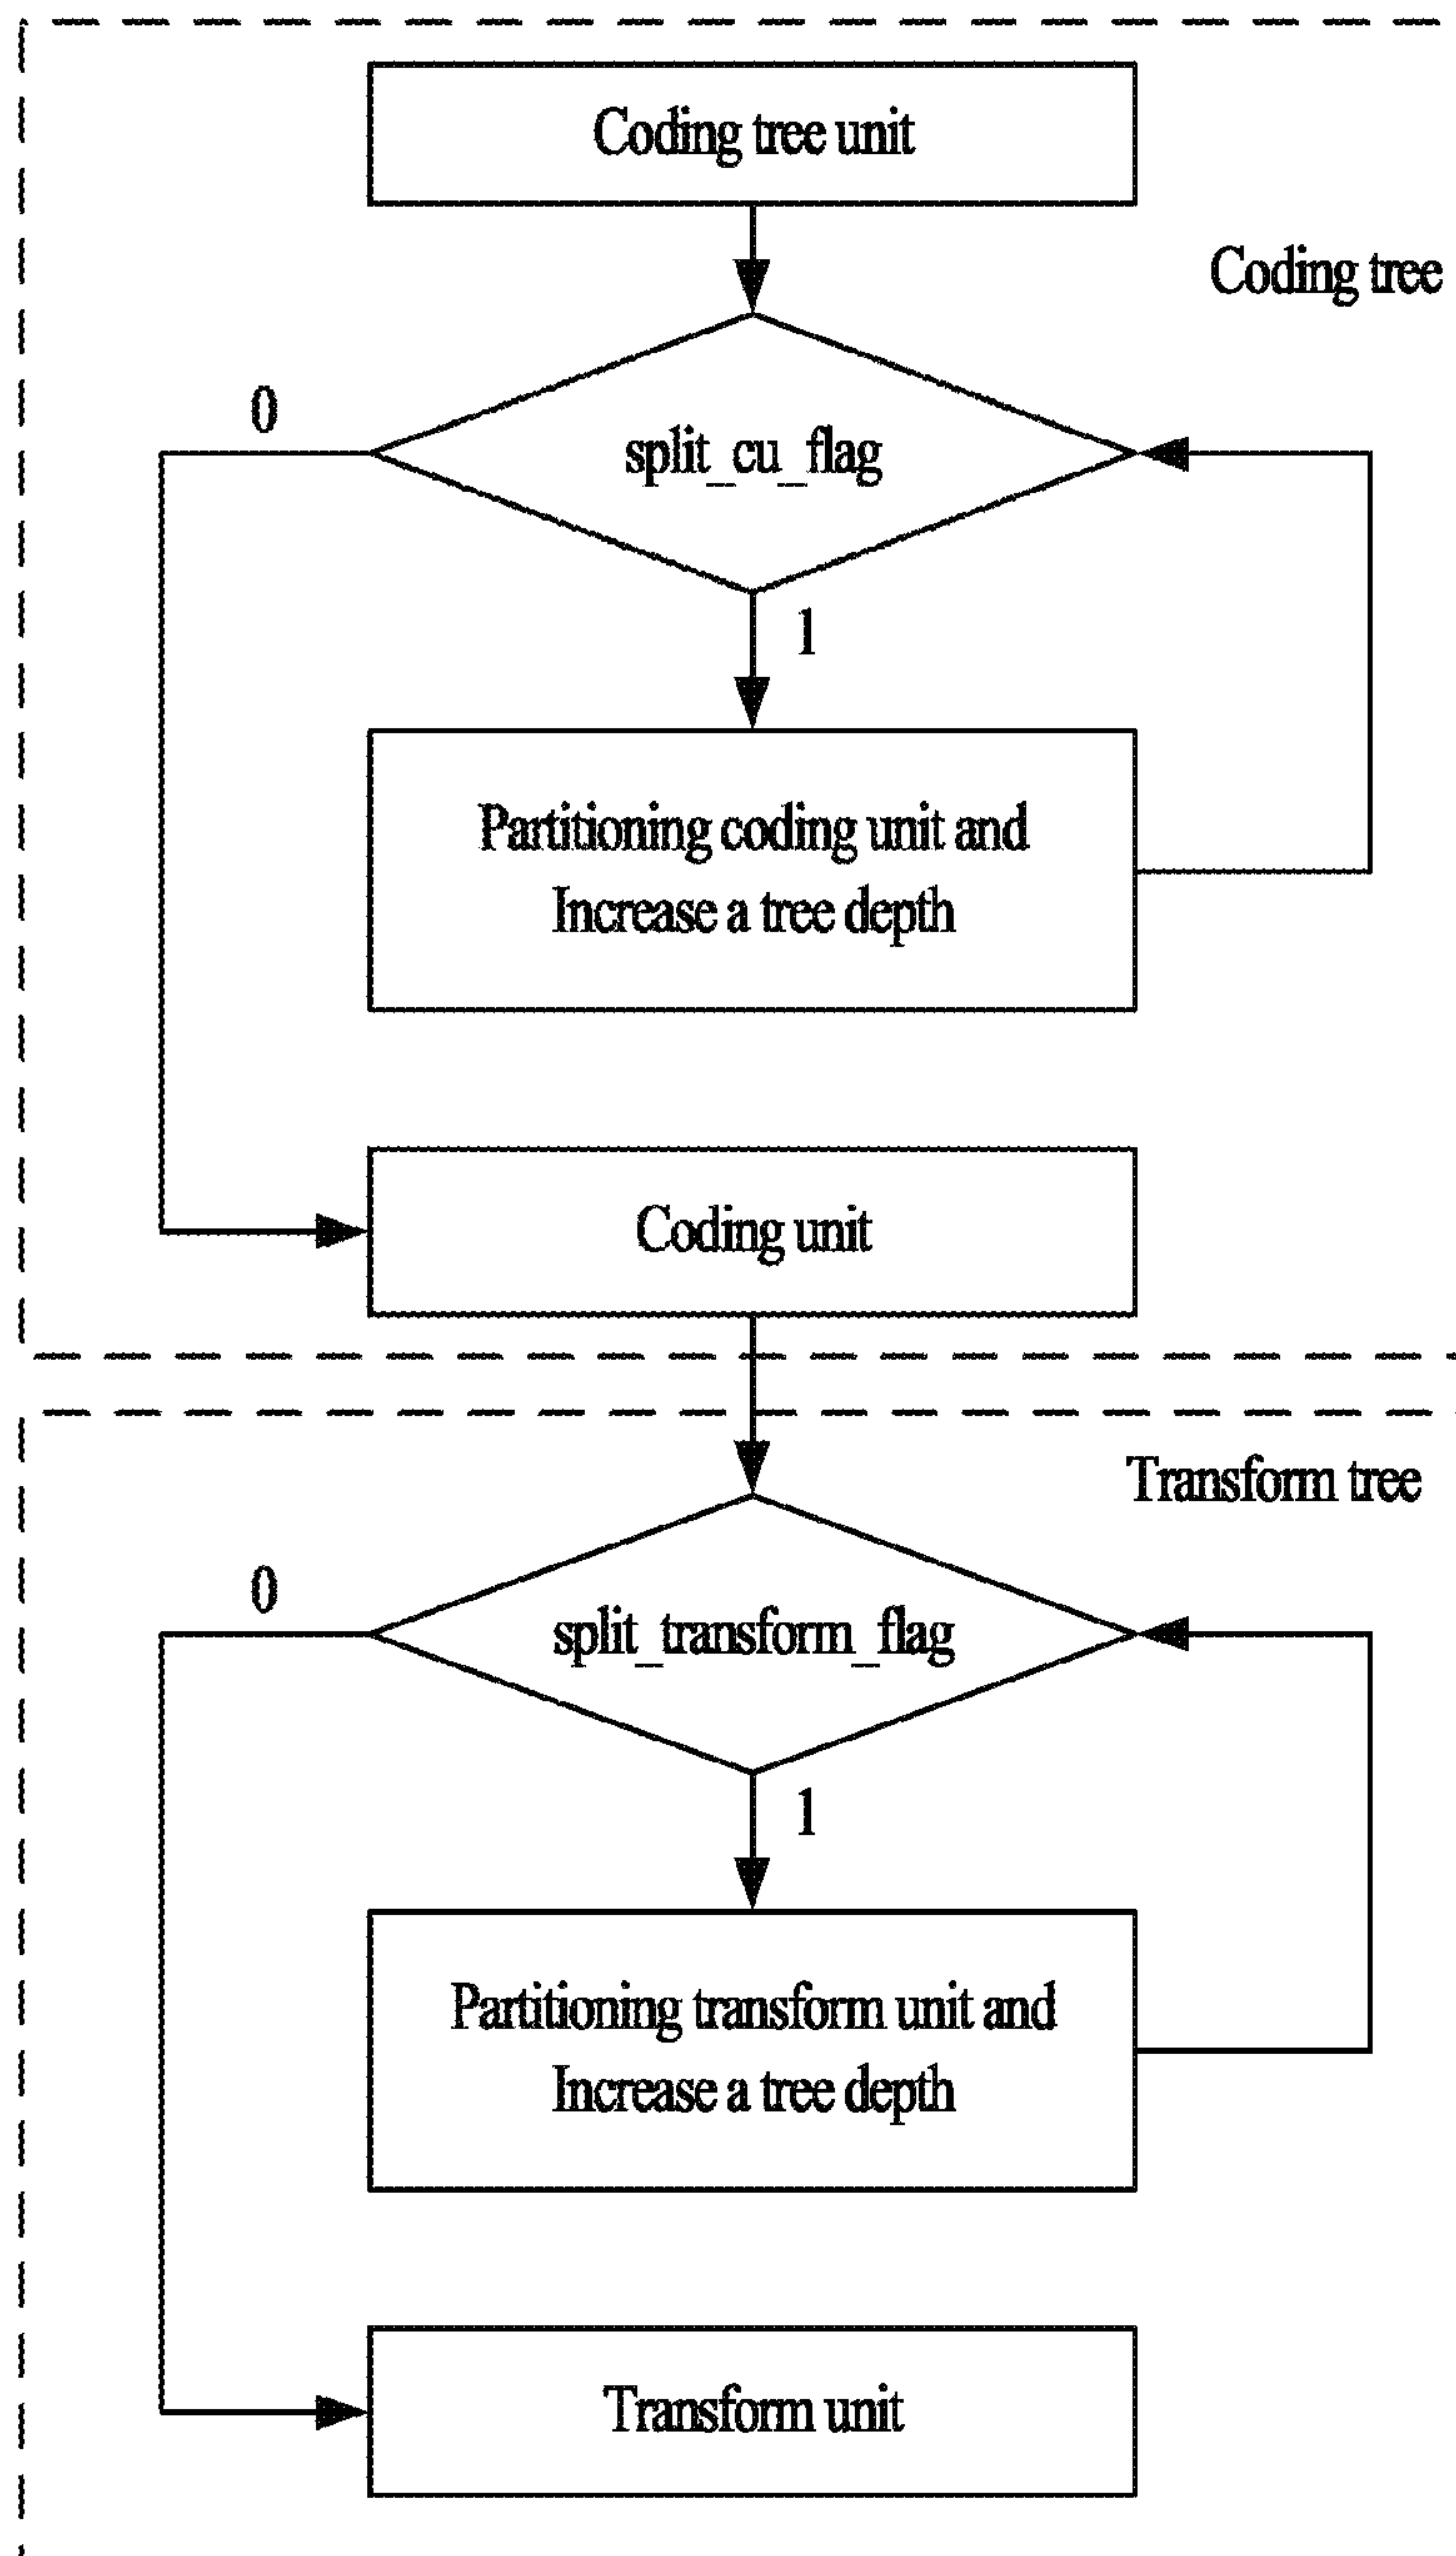 Coding tree unit
Coding tree
0
split_cu_flag
1
Partitioning coding unit and
Increase a tree depth
Coding unit
Transform tree
0
split_transform_flag
1
Partitioning transform unit and
Increase a tree depth
Transform unit